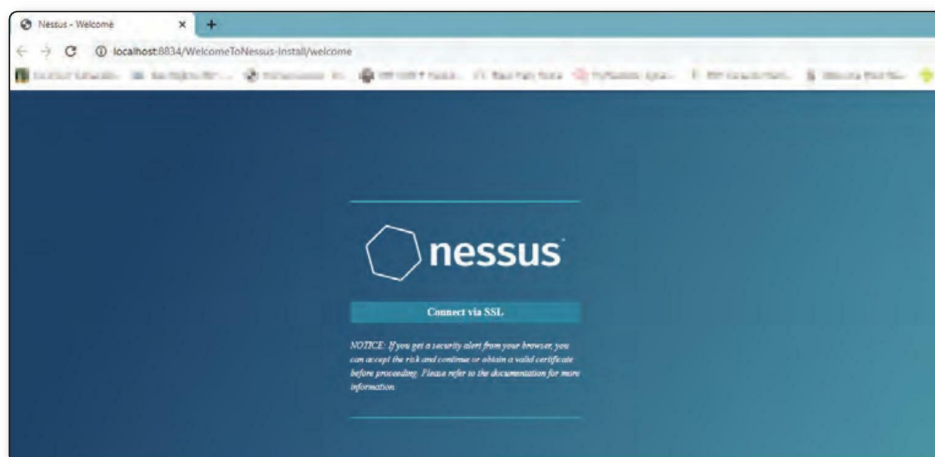 Nessus - Welcome
localhost:8834/WelcomeToNessus-Install/welcome
nessus
Connect via SSL
NOTICE: If you get a security alert from your browser, you
can accept the risk and continue or obtain a valid certificate
before proceeding. Please refer to the documentation for more
information.